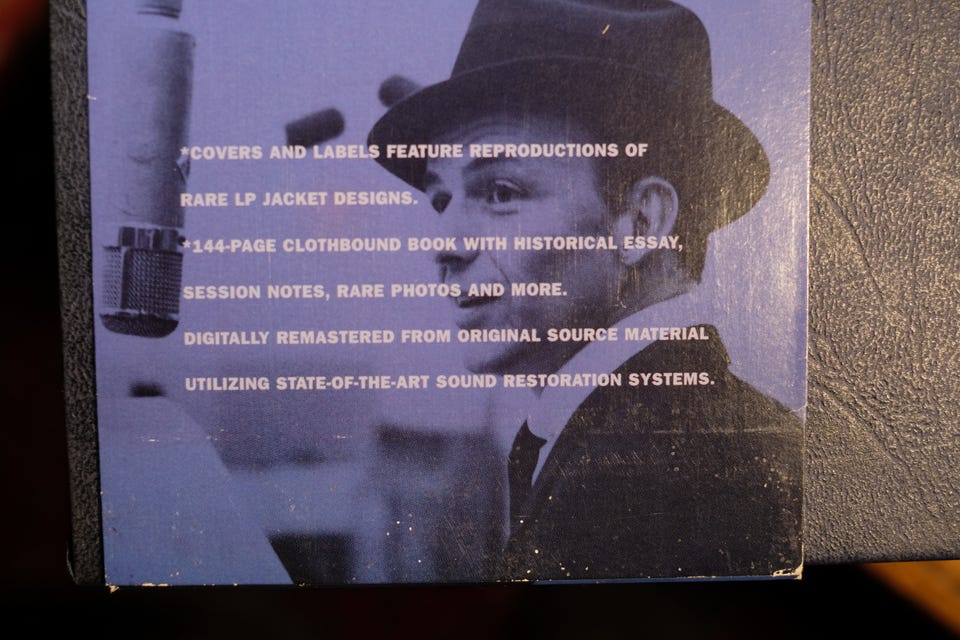 *COVERS AND LABELS FEATURE REPRODUCTIONS OF
RARE LP JACKET DESIGNS.
*144-PAGE CLOTHBOUND BOOK WITH HISTORICAL ESSAY,
SESSION NOTES, RARE PHOTOS AND MORE.
DIGITALLY REMASTERED FROM ORIGINAL SOURCE MATERIAL
UTILIZING STATE-OF-THE-ART SOUND RESTORATION SYSTEMS.